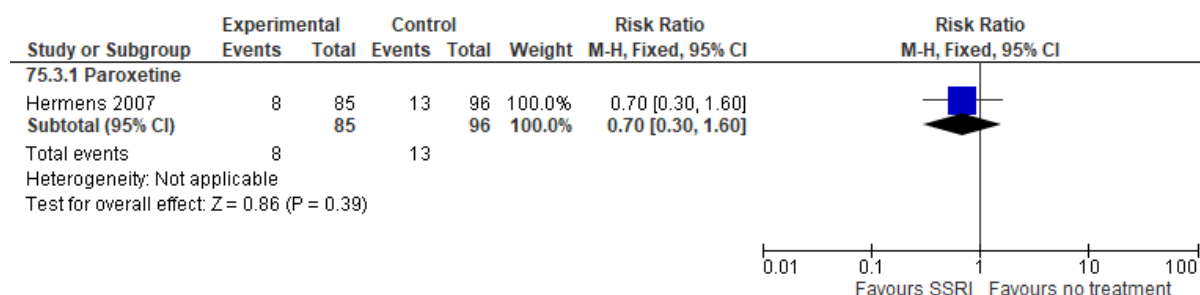 Experimental Control Risk Ratio Risk Ratio
Study or Subgroup Events Total Events Total Weight M-H, Fixed, 95% CI M-H, Fixed, 95% CI
75.3.1 Paroxetine
Hermens 2007 8 85 13 96 100.0% 0.70 [0.30, 1.60]
Subtotal (95% CI) 85 96 100.0% 0.70 [0.30, 1.60]
Total events 8 13
Heterogeneity: Not applicable
Test for overall effect: Z = 0.86 (P = 0.39)
0.01 0.1 1 10 100
Favours SSRI Favours no treatment